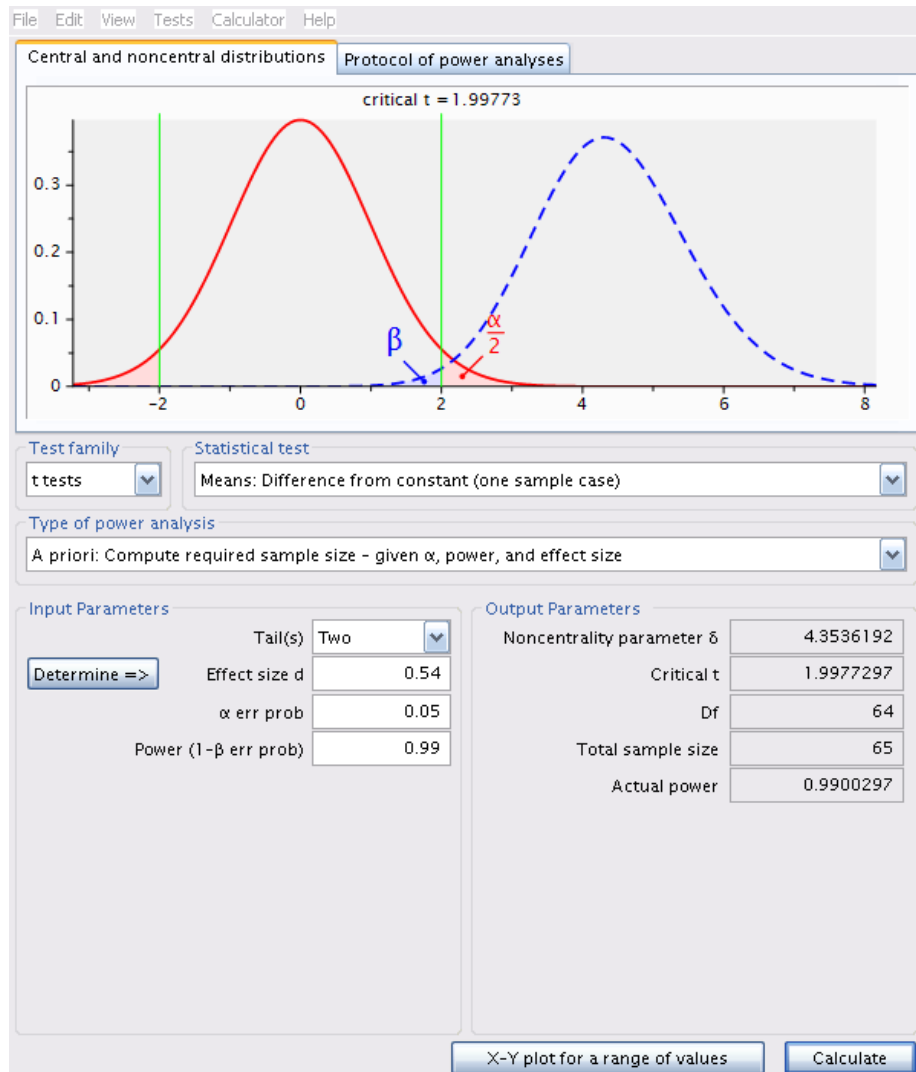 File Edit View Tests Calculator Help
Central and noncentral distributions Protocol of power analyses
critical t = 1.99773
0.3
0.2
0.1
0
β
α
2
-2 0 2 4 6 8
Test family Statistical test
t tests Means: Difference from constant (one sample case)
Type of power analysis
A priori: Compute required sample size – given α, power, and effect size
Input Parameters Output Parameters
Tail(s) Two Noncentrality parameter δ 4.3536192
Determine => Effect size d 0.54 Critical t 1.9977297
α err prob 0.05 Df 64
Power (1-β err prob) 0.99 Total sample size 65
Actual power 0.9900297
X-Y plot for a range of values Calculate